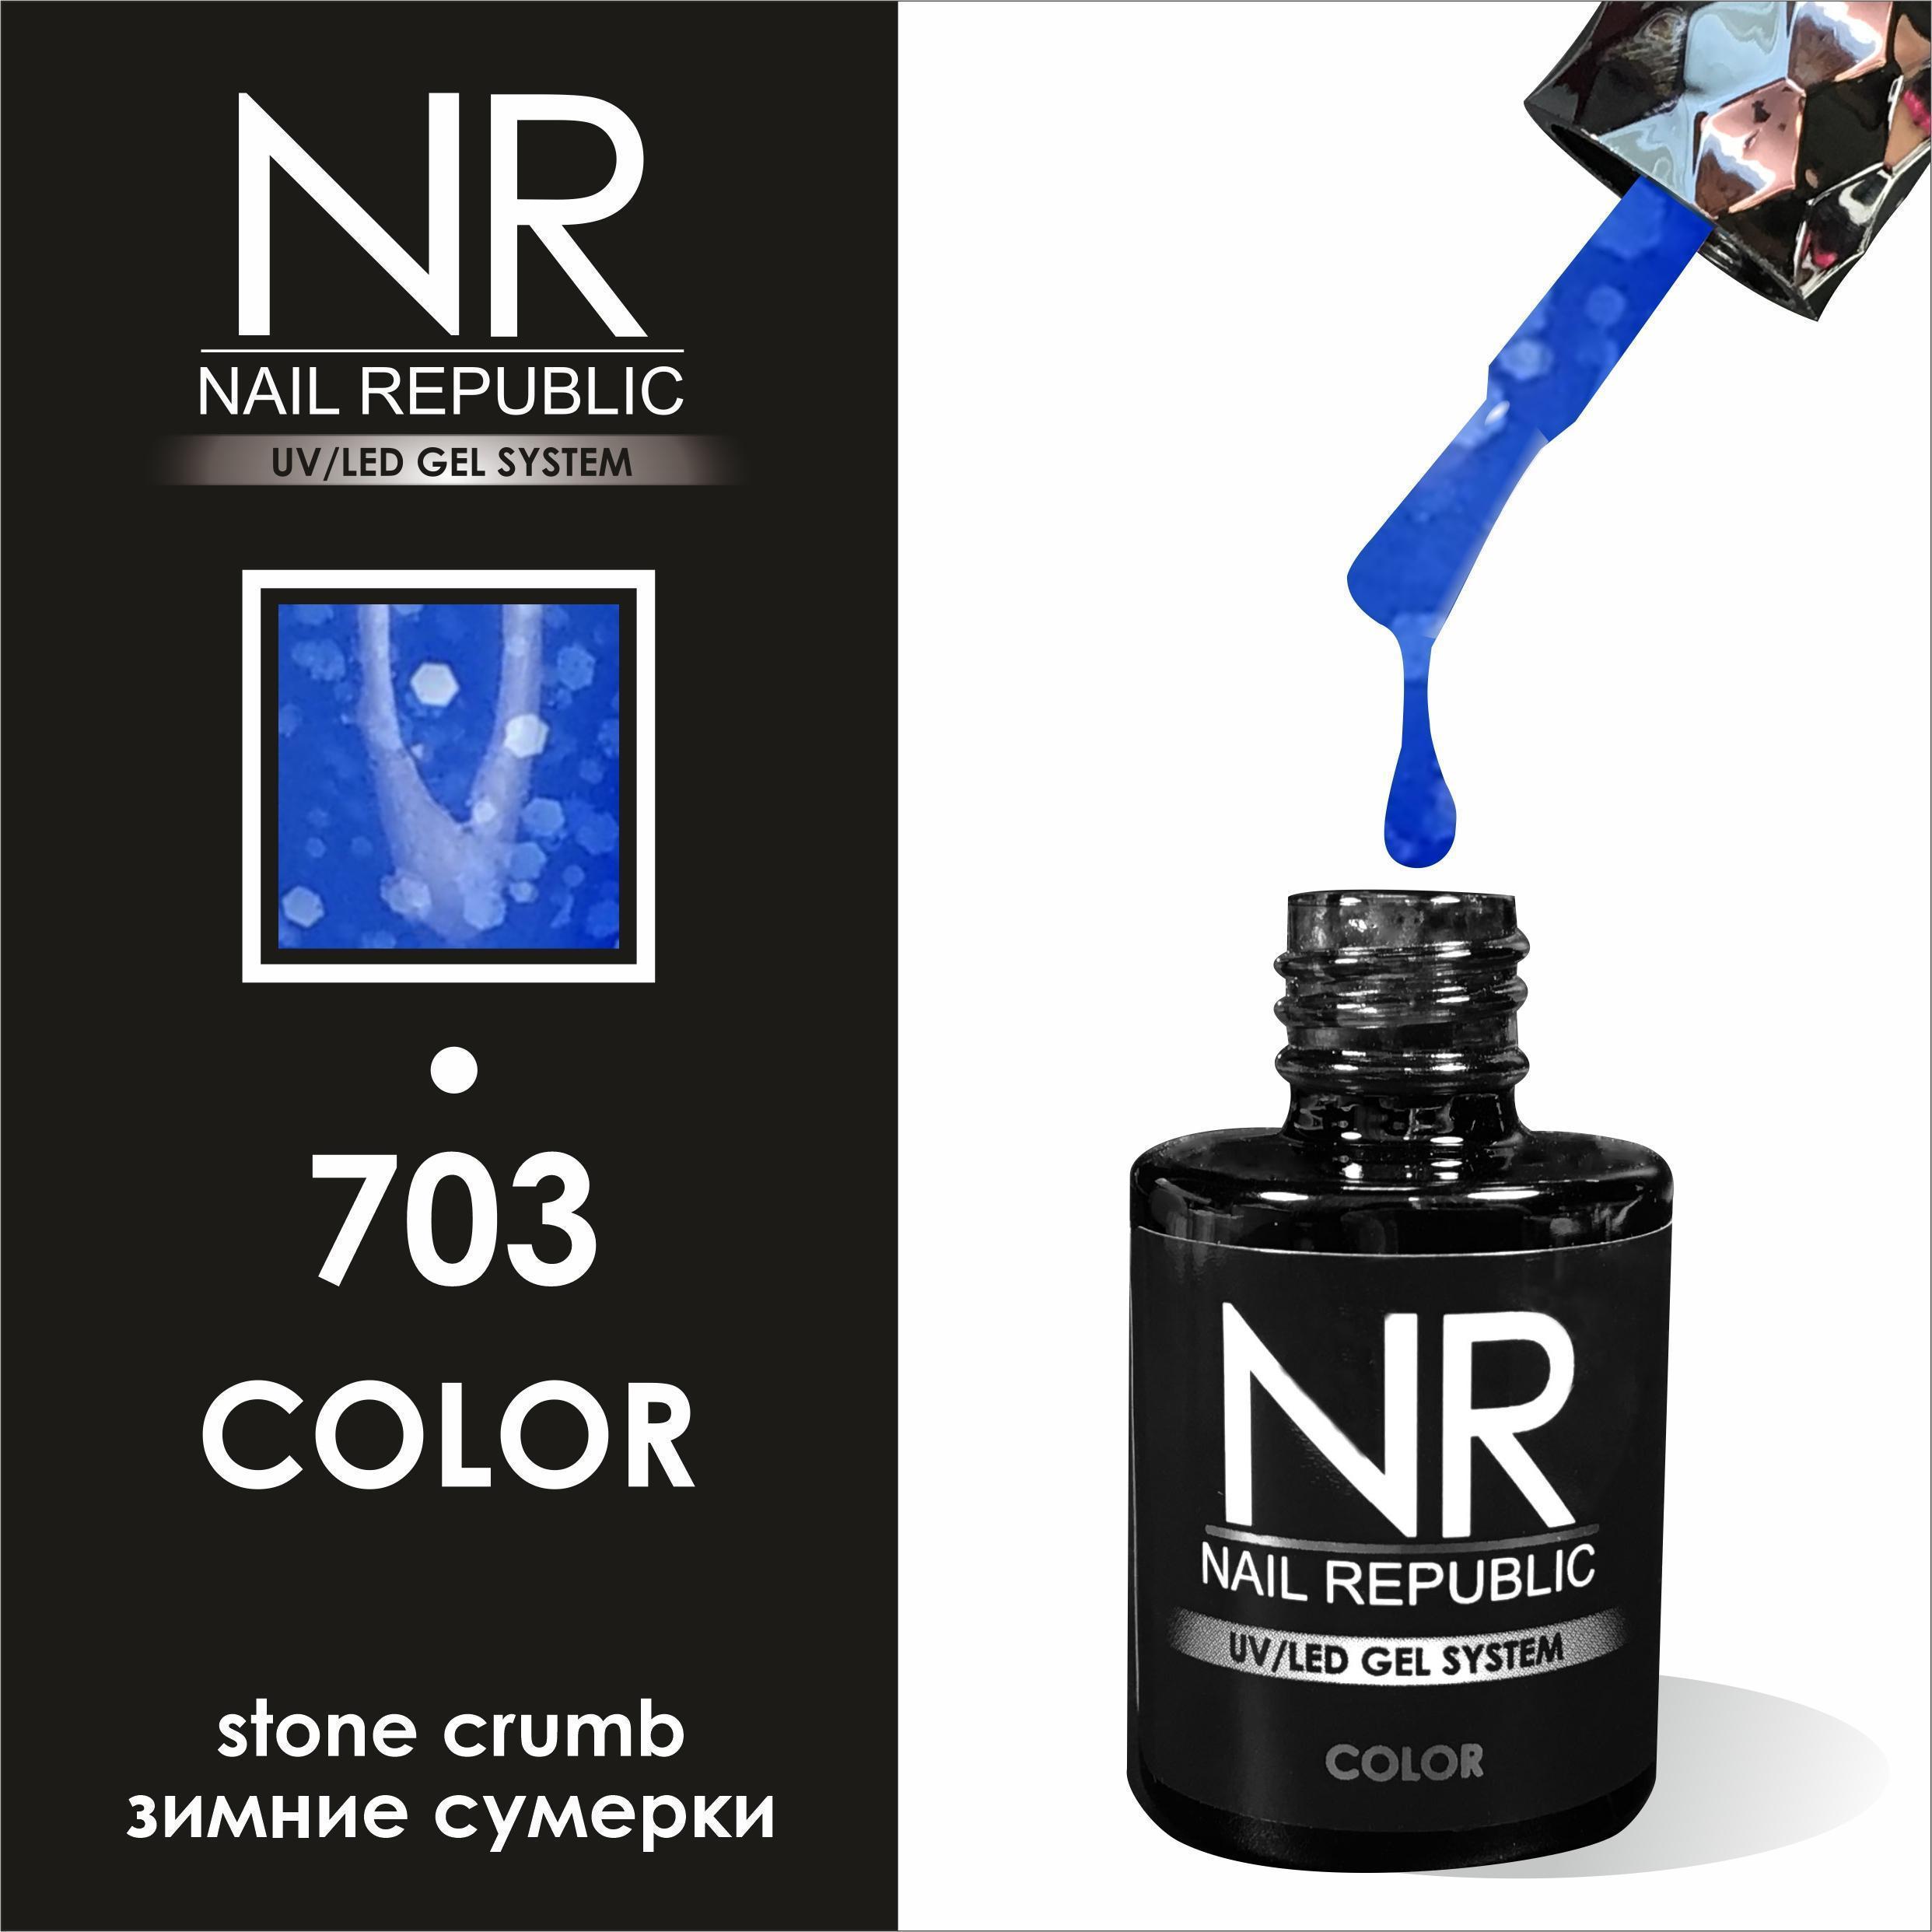 NR
NAIL REPUBLIC
UV/LED GEL SYSTEM
703
COLOR
stone crumb
зимние сумерки
NR
NAIL REPUBLIC
UV/LED GEL SYSTEM
COLOR